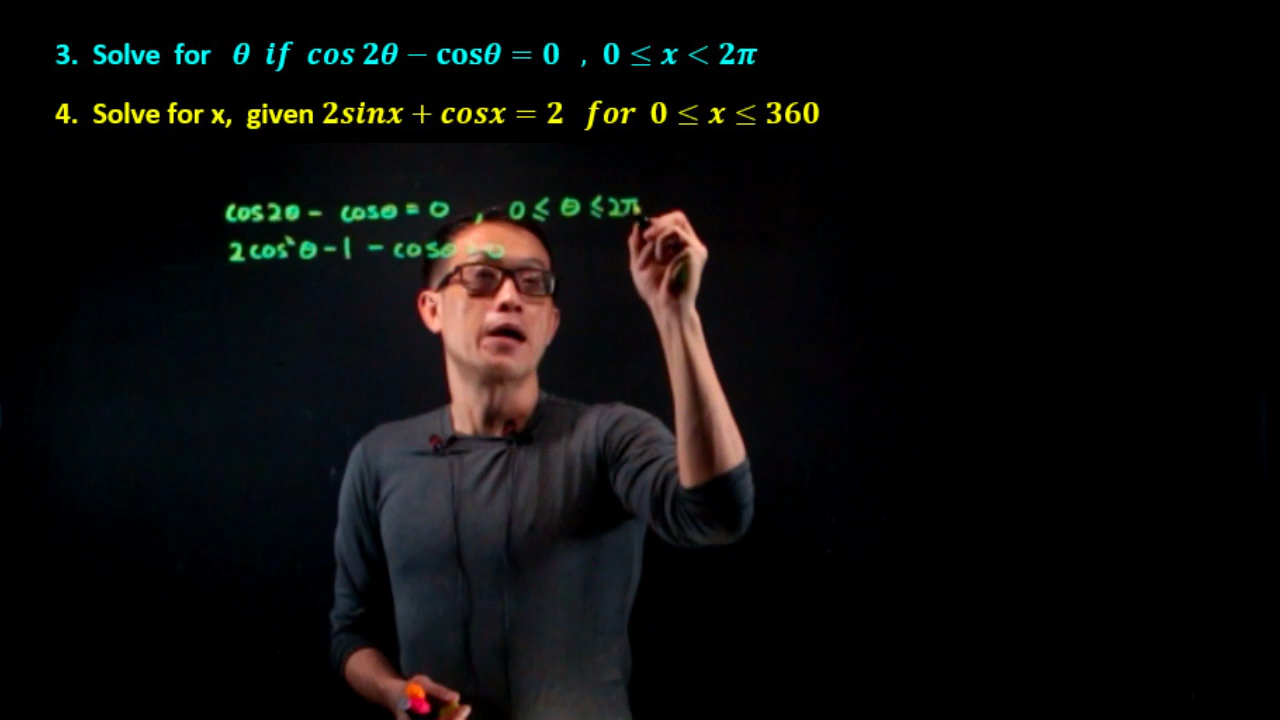 3. Solve for θ if cos 2θ − cosθ = 0 , 0 ≤ x < 2π
4. Solve for x, given 2sinx + cosx = 2 for 0 ≤ x ≤ 360
cos2θ - cosθ = 0 , 0 ≤ θ ≤ 2π
2cos²θ - 1 - cosθ = 0